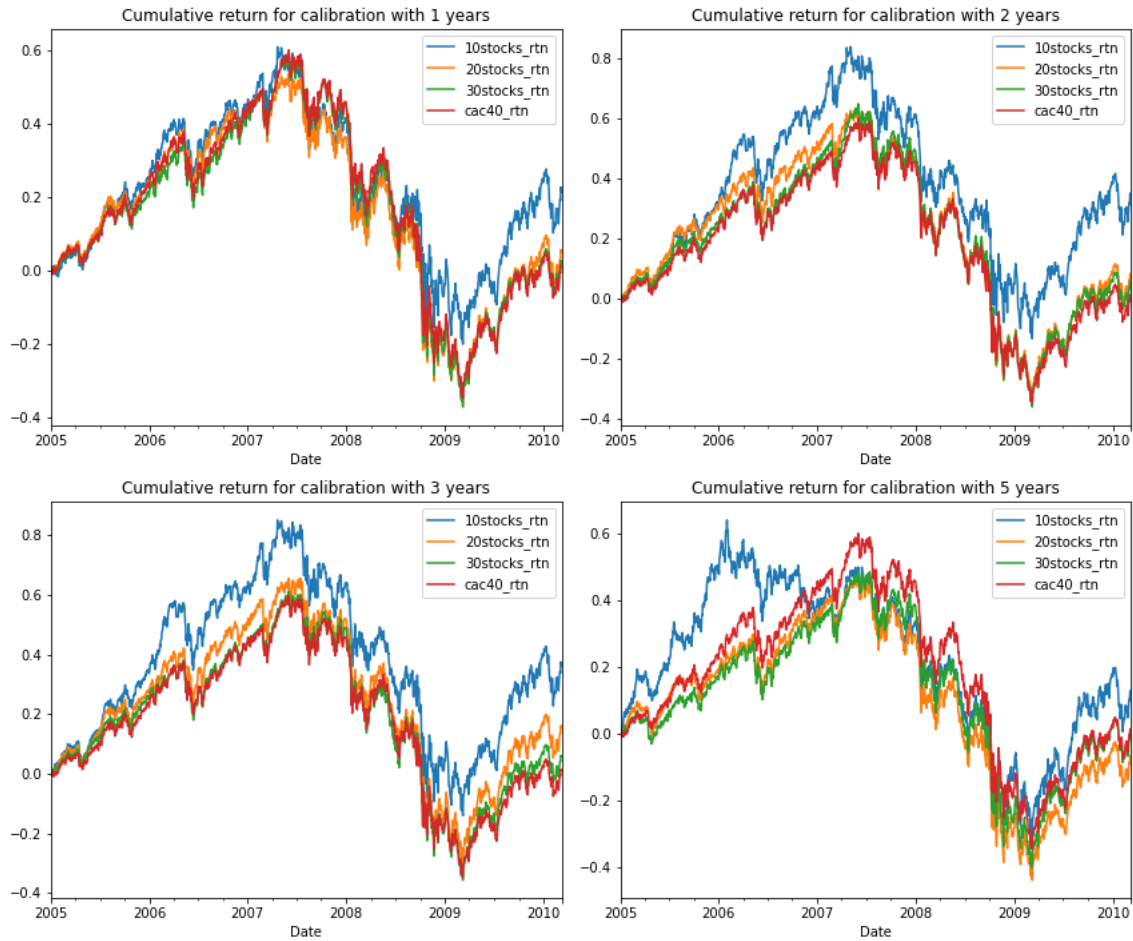 Cumulative return for calibration with 1 years
0.6
0.4
0.2
0.0
−0.2
−0.4
10stocks_rtn
20stocks_rtn
30stocks_rtn
cac40_rtn
2005 2006 2007 2008 2009 2010
Date
Cumulative return for calibration with 2 years
0.8
0.6
0.4
0.2
0.0
−0.2
−0.4
10stocks_rtn
20stocks_rtn
30stocks_rtn
cac40_rtn
2005 2006 2007 2008 2009 2010
Date
Cumulative return for calibration with 3 years
0.8
0.6
0.4
0.2
0.0
−0.2
−0.4
10stocks_rtn
20stocks_rtn
30stocks_rtn
cac40_rtn
2005 2006 2007 2008 2009 2010
Date
Cumulative return for calibration with 5 years
0.6
0.4
0.2
0.0
−0.2
−0.4
10stocks_rtn
20stocks_rtn
30stocks_rtn
cac40_rtn
2005 2006 2007 2008 2009 2010
Date